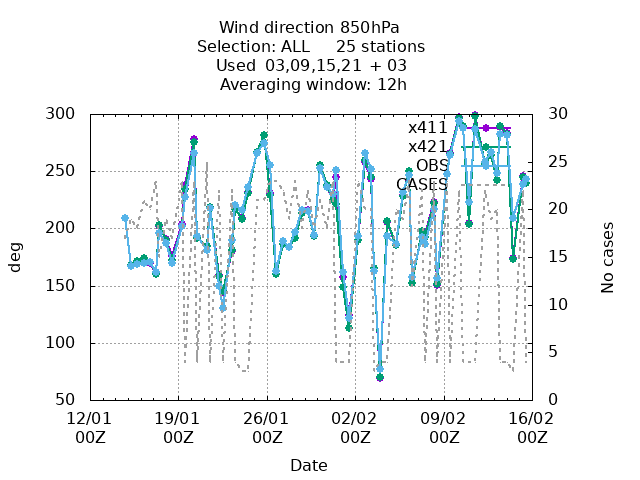 Wind direction 850hPa
Selection: ALL 25 stations
Used 03,09,15,21 + 03
Averaging window: 12h
300
250
200
150
100
50
deg
30
25
20
15
10
5
0
No cases
x411
x421
OBS
CASES
12/01 19/01 26/01 02/02 09/02 16/02
00Z 00Z 00Z 00Z 00Z 00Z
Date